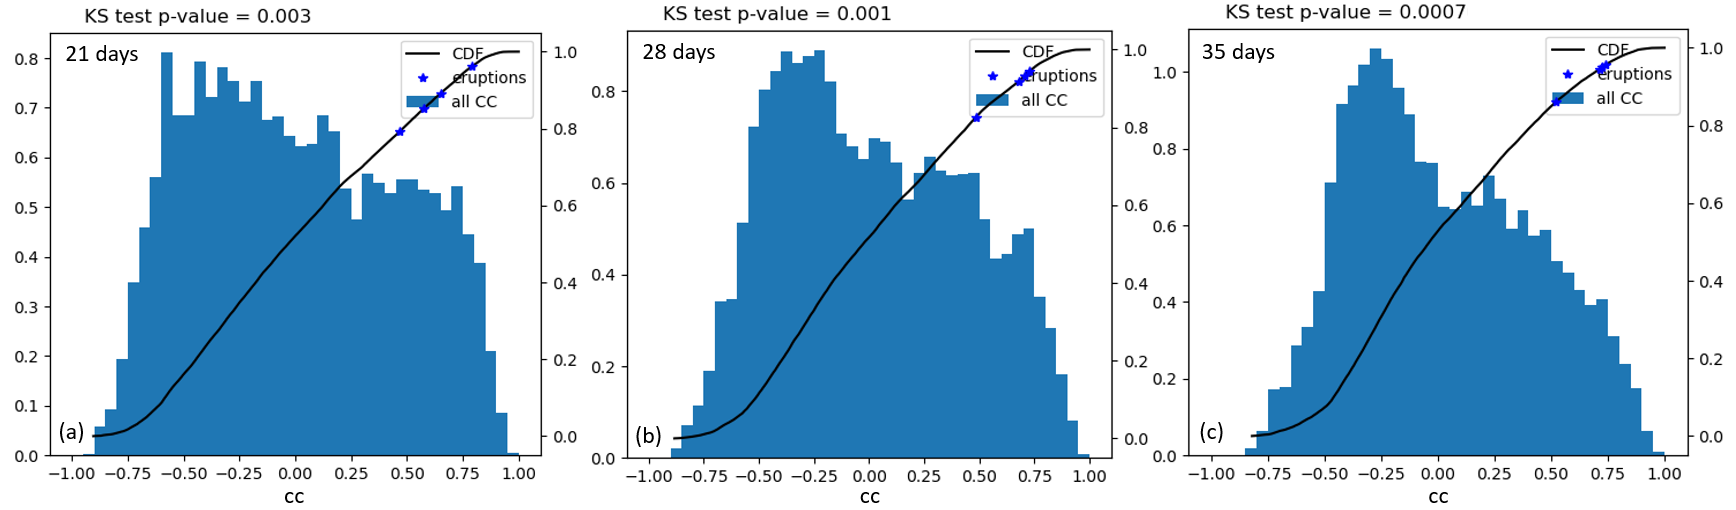 KS test p-value = 0.003
21 days
CDF
eruptions
all CC
0.8
0.7
0.6
0.5
0.4
0.3
0.2
0.1
0.0
1.0
0.8
0.6
0.4
0.2
0.0
(a)
−1.00 −0.75 −0.50 −0.25 0.00 0.25 0.50 0.75 1.00
cc
KS test p-value = 0.001
28 days
CDF
eruptions
all CC
0.8
0.6
0.4
0.2
0.0
1.0
0.8
0.6
0.4
0.2
0.0
(b)
−1.00 −0.75 −0.50 −0.25 0.00 0.25 0.50 0.75 1.00
cc
KS test p-value = 0.0007
35 days
CDF
eruptions
all CC
1.0
0.8
0.6
0.4
0.2
0.0
1.0
0.8
0.6
0.4
0.2
0.0
(c)
−1.00 −0.75 −0.50 −0.25 0.00 0.25 0.50 0.75 1.00
cc